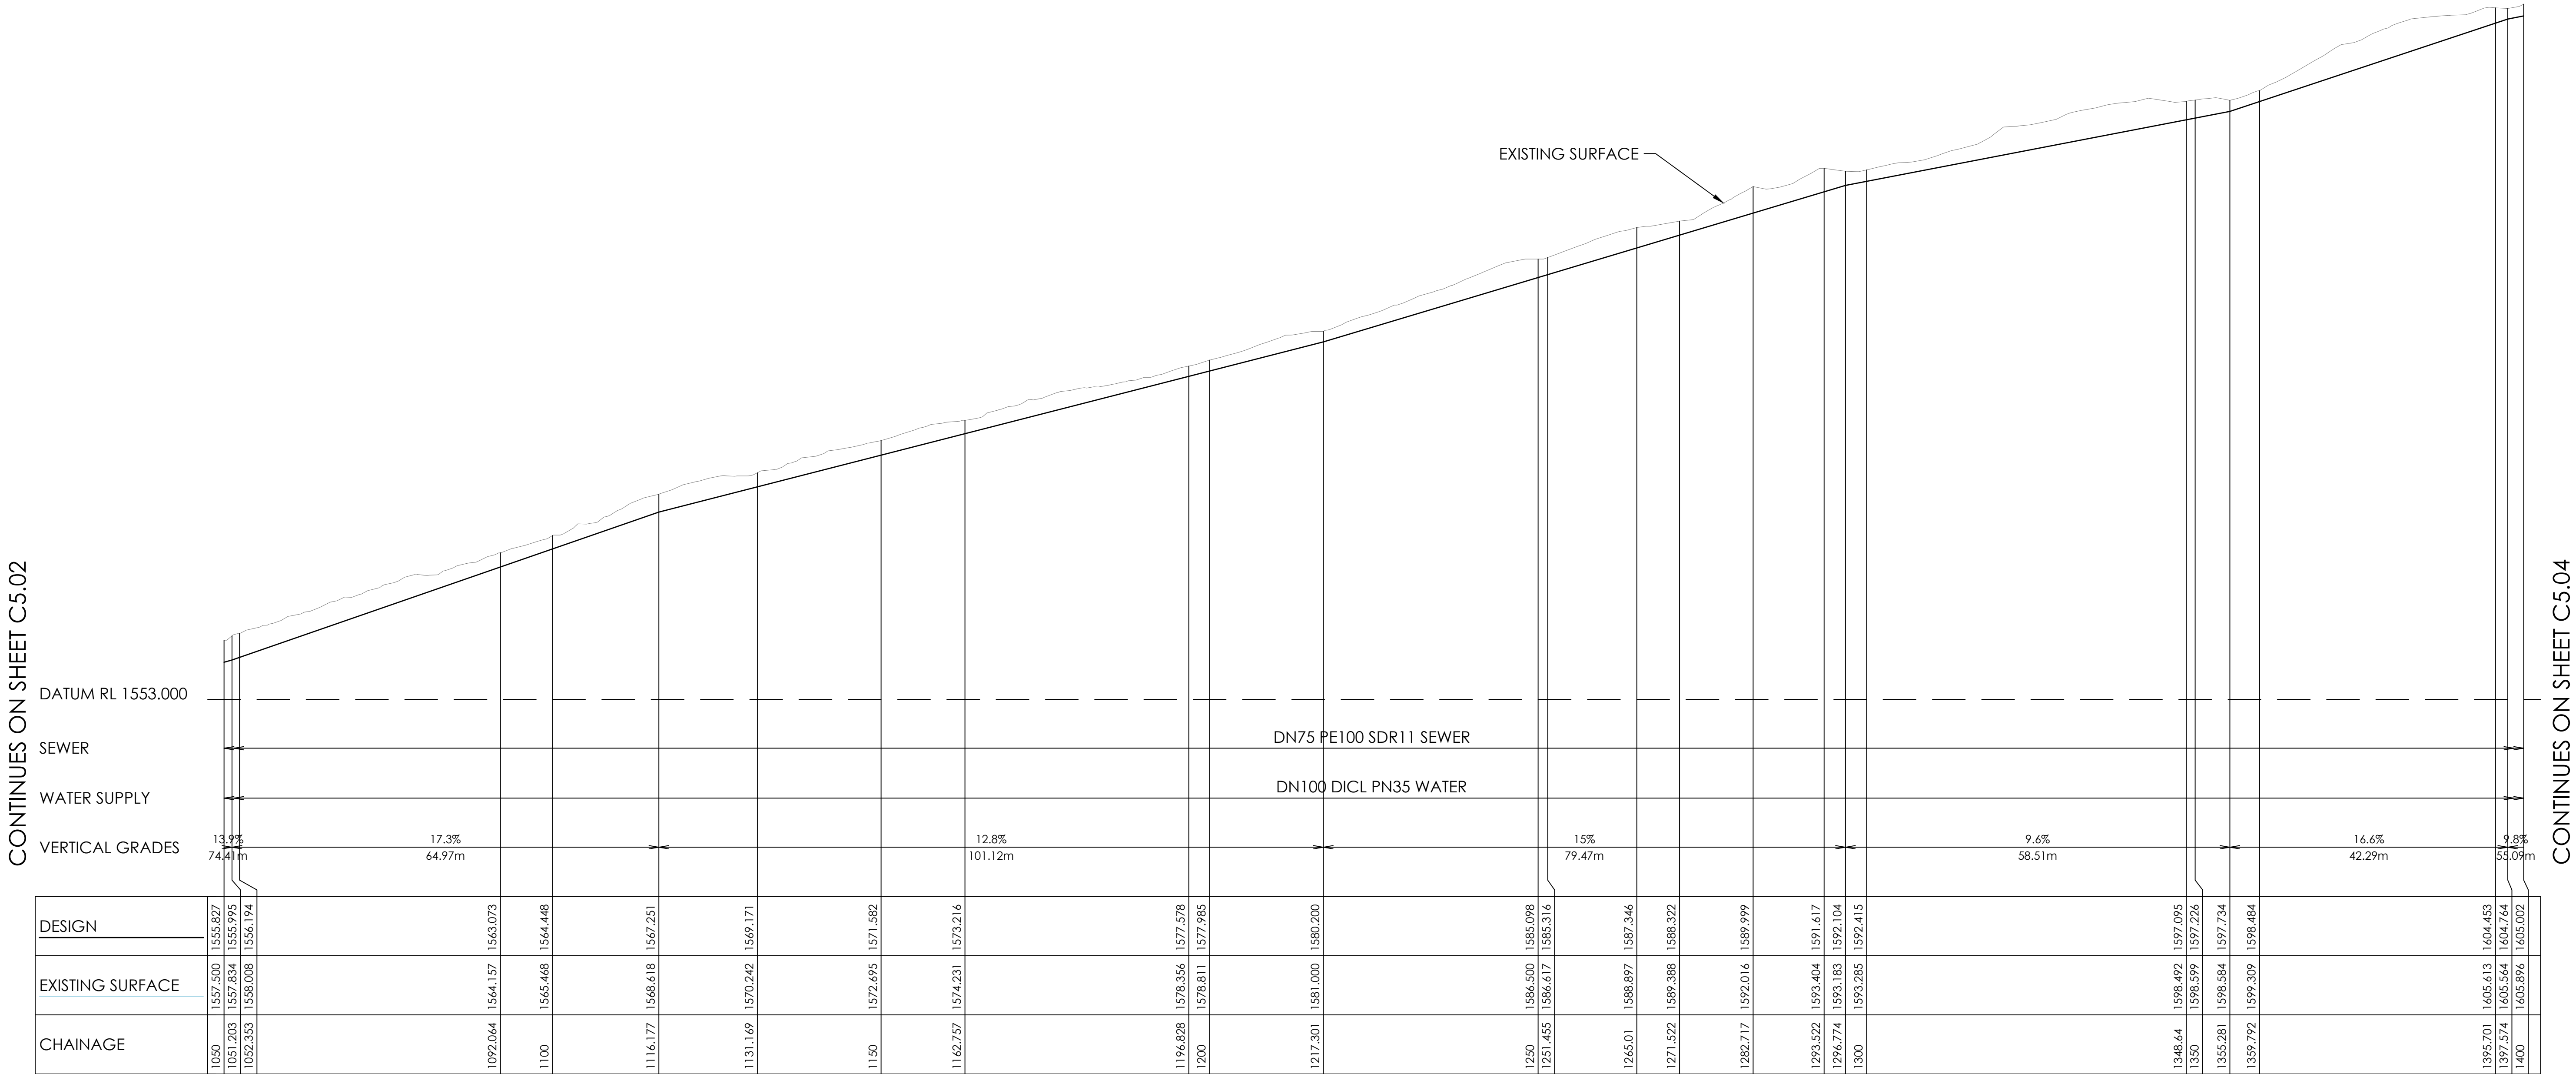 EXISTING SURFACE
CONTINUES ON SHEET C5.02
CONTINUES ON SHEET C5.04
DATUM RL 1553.000
SEWER
DN75 PE100 SDR11 SEWER
WATER SUPPLY
DN100 DICL PN35 WATER
VERTICAL GRADES
13.9% 17.3% 12.8% 15% 9.6% 16.6% 9.8%
74.41m 64.97m 101.12m 79.47m 58.51m 42.29m 55.09m
DESIGN 1555.827 1555.995 1556.194 1563.073 1564.448 1567.251 1569.171 1571.582 1573.216 1577.578 1577.985 1580.200 1585.098 1585.316 1587.346 1588.322 1589.999 1591.617 1592.104 1592.415 1597.095 1597.226 1597.734 1598.484 1604.453 1604.764 1605.002
EXISTING SURFACE 1557.500 1557.834 1558.008 1564.157 1565.468 1568.618 1570.242 1572.695 1574.231 1578.356 1578.811 1581.000 1586.500 1586.617 1588.897 1589.388 1592.016 1593.404 1593.183 1593.285 1598.492 1598.599 1598.584 1599.309 1605.613 1605.564 1605.896
CHAINAGE 1050 1051.203 1052.353 1092.064 1100 1116.177 1131.169 1150 1162.757 1196.828 1200 1217.301 1250 1251.455 1265.01 1271.522 1282.717 1293.522 1296.774 1300 1348.64 1350 1355.281 1359.792 1395.701 1397.574 1400